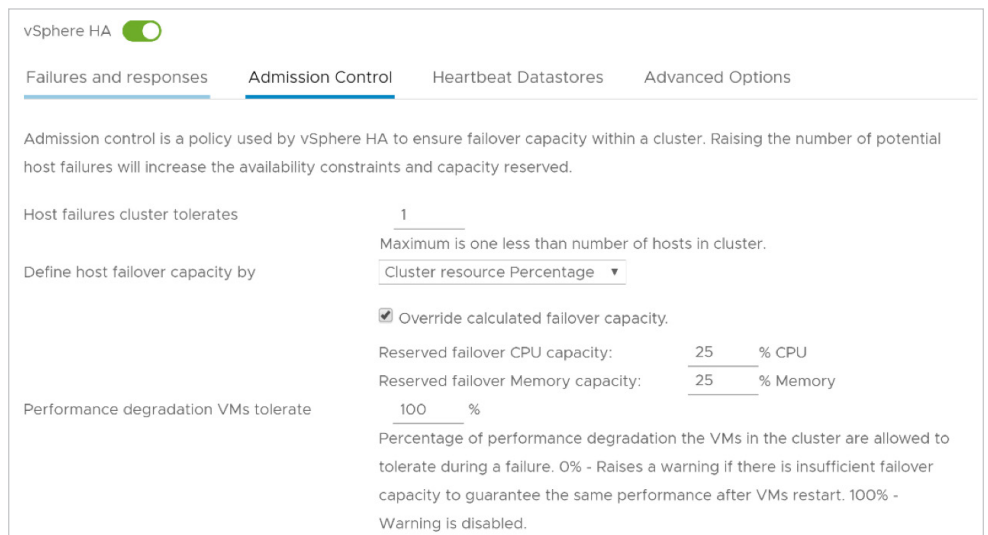 vSphere HA
Failures and responses Admission Control Heartbeat Datastores Advanced Options
Admission control is a policy used by vSphere HA to ensure failover capacity within a cluster. Raising the number of potential
host failures will increase the availability constraints and capacity reserved.
Host failures cluster tolerates 1
Maximum is one less than number of hosts in cluster.
Define host failover capacity by Cluster resource Percentage
Override calculated failover capacity.
Reserved failover CPU capacity: 25 % CPU
Reserved failover Memory capacity: 25 % Memory
Performance degradation VMs tolerate 100 %
Percentage of performance degradation the VMs in the cluster are allowed to
tolerate during a failure. 0% - Raises a warning if there is insufficient failover
capacity to guarantee the same performance after VMs restart. 100% -
Warning is disabled.